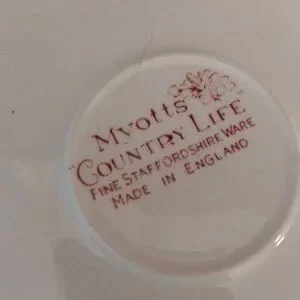 Myotts
"COUNTRY LIFE"
FINE STAFFORDSHIRE WARE
MADE IN ENGLAND